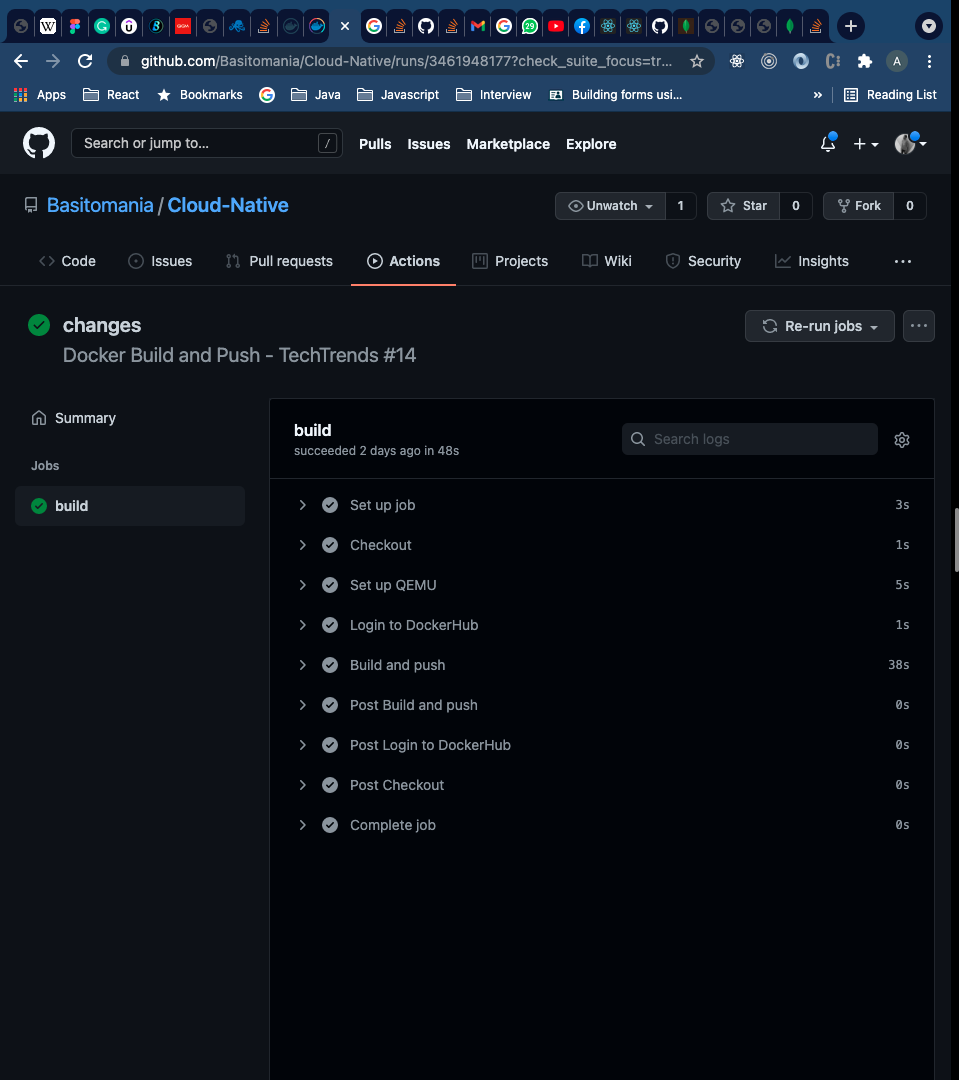 github.com/Basitomania/Cloud-Native/runs/3461948177?check_suite_focus=tr...
Apps React Bookmarks Java Javascript Interview Building forms usi... » Reading List
Search or jump to... / Pulls Issues Marketplace Explore
Basitomania / Cloud-Native Unwatch 1 Star 0 Fork 0
Code Issues Pull requests Actions Projects Wiki Security Insights ...
changes
Re-run jobs ...
Docker Build and Push - TechTrends #14
Summary
Jobs
build
build
succeeded 2 days ago in 48s
Search logs
Set up job 3s
Checkout 1s
Set up QEMU 5s
Login to DockerHub 1s
Build and push 38s
Post Build and push 0s
Post Login to DockerHub 0s
Post Checkout 0s
Complete job 0s